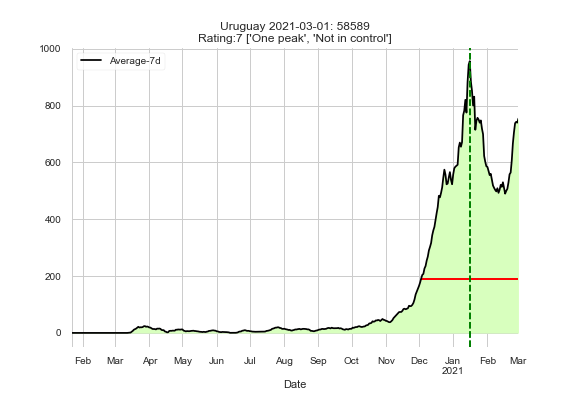 Uruguay 2021-03-01: 58589
Rating:7 ['One peak', 'Not in control']
Average-7d
1000
800
600
400
200
0
Feb Mar Apr May Jun Jul Aug Sep Oct Nov Dec Jan Feb Mar
2021
Date